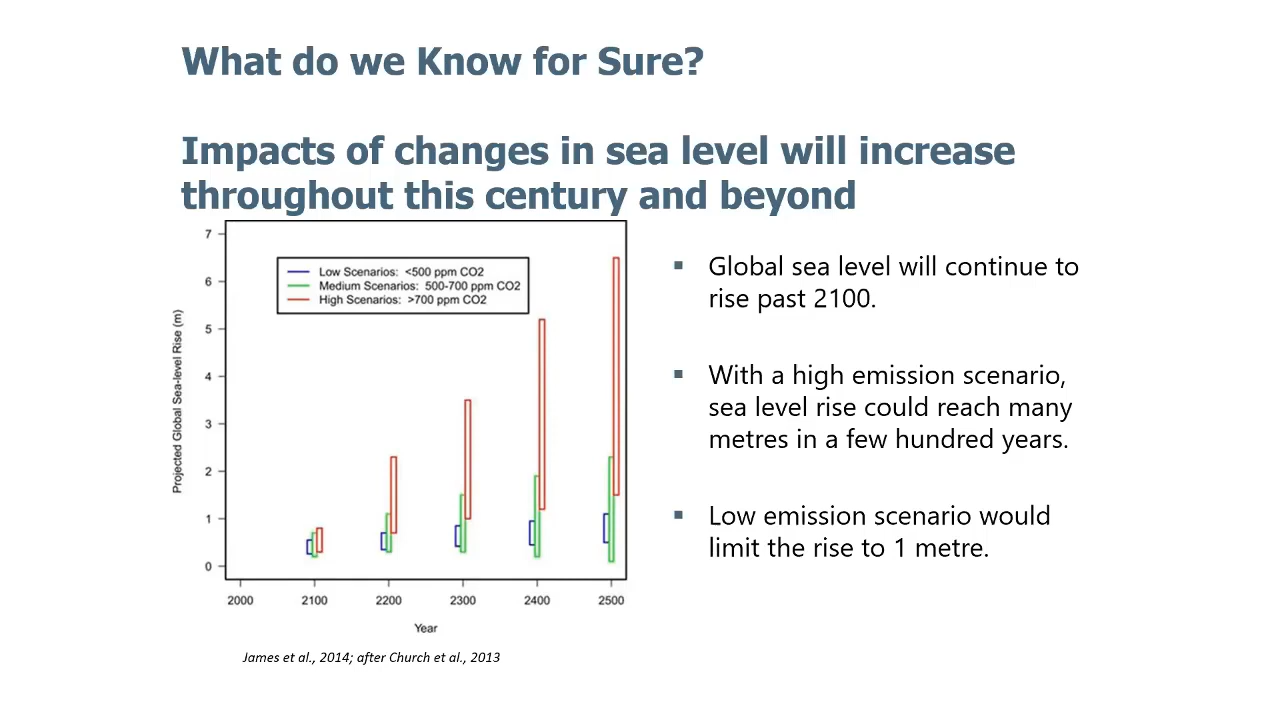 What do we Know for Sure?
Impacts of changes in sea level will increase
throughout this century and beyond
7
6
5
4
3
2
1
0
Projected Global Sea-level Rise (m)
Low Scenarios: <500 ppm CO2
Medium Scenarios: 500-700 ppm CO2
High Scenarios: >700 ppm CO2
2000 2100 2200 2300 2400 2500
Year
James et al., 2014; after Church et al., 2013
▪ Global sea level will continue to
rise past 2100.
▪ With a high emission scenario,
sea level rise could reach many
metres in a few hundred years.
▪ Low emission scenario would
limit the rise to 1 metre.